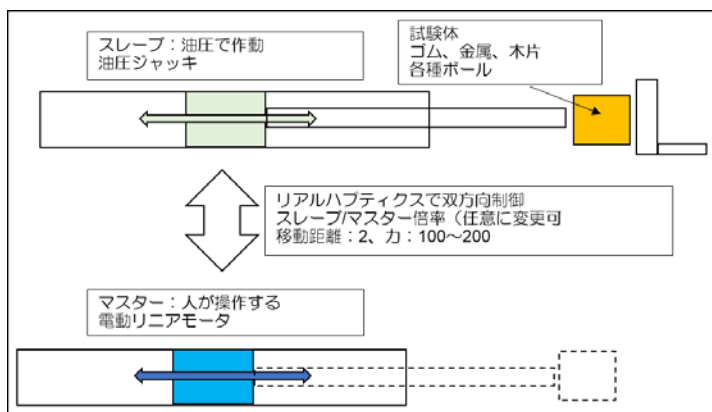 スレーブ：油圧で作動
油圧ジャッキ
試験体
ゴム、金属、木片
各種ボール
リアルハプティクスで双方向制御
スレーブ/マスター倍率（任意に変更可
移動距離：2、力：100～200
マスター：人が操作する
電動リニアモータ